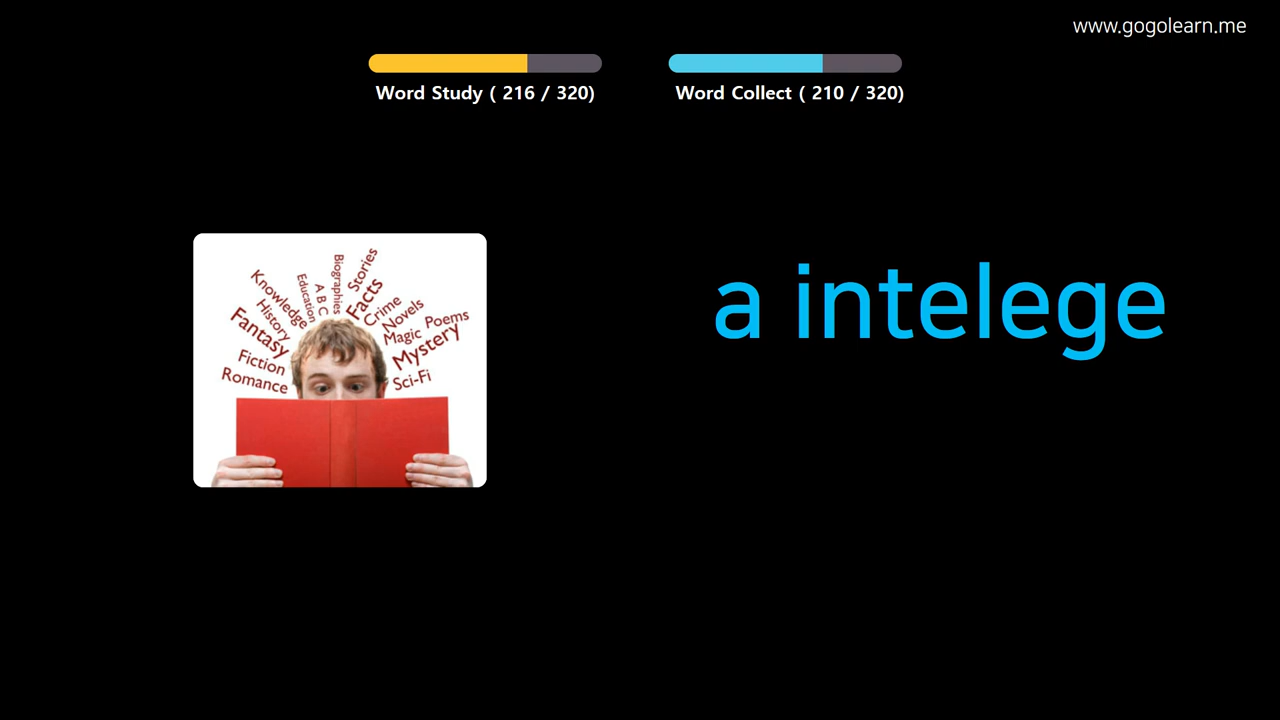 www.gogolearn.me
Word Study ( 216 / 320)
Word Collect ( 210 / 320)
a intelege
Stories
Biographies
Facts
A B C
Education
Knowledge
Crime
History
Novels
Fantasy
Magic
Poems
Mystery
Fiction
Romance
Sci-Fi